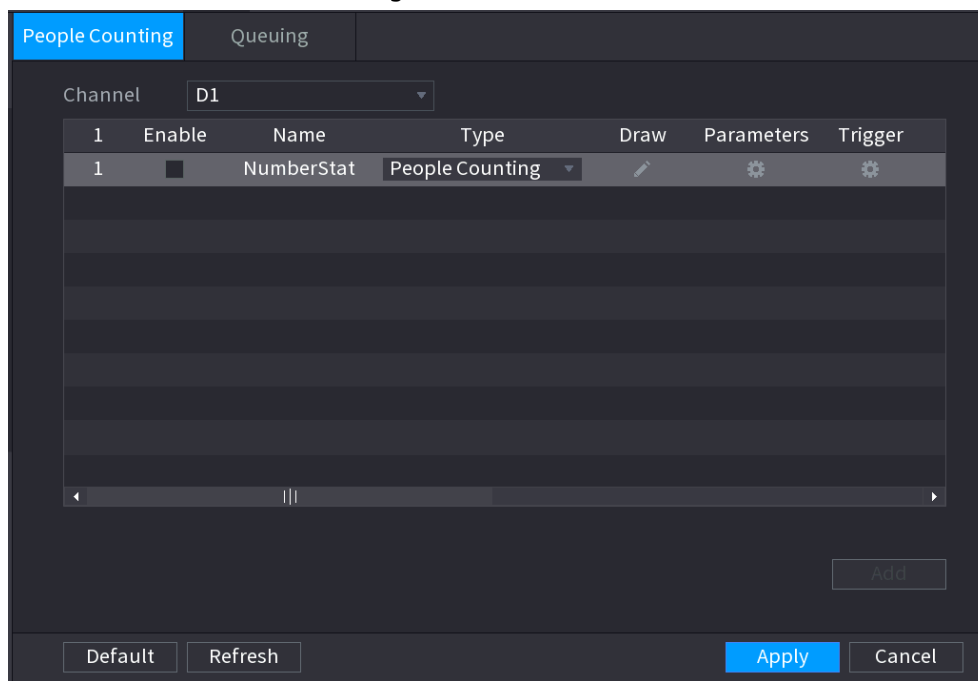 People Counting Queuing
Channel D1
1 Enable Name Type Draw Parameters Trigger
1 NumberStat People Counting
Add
Default Refresh Apply Cancel